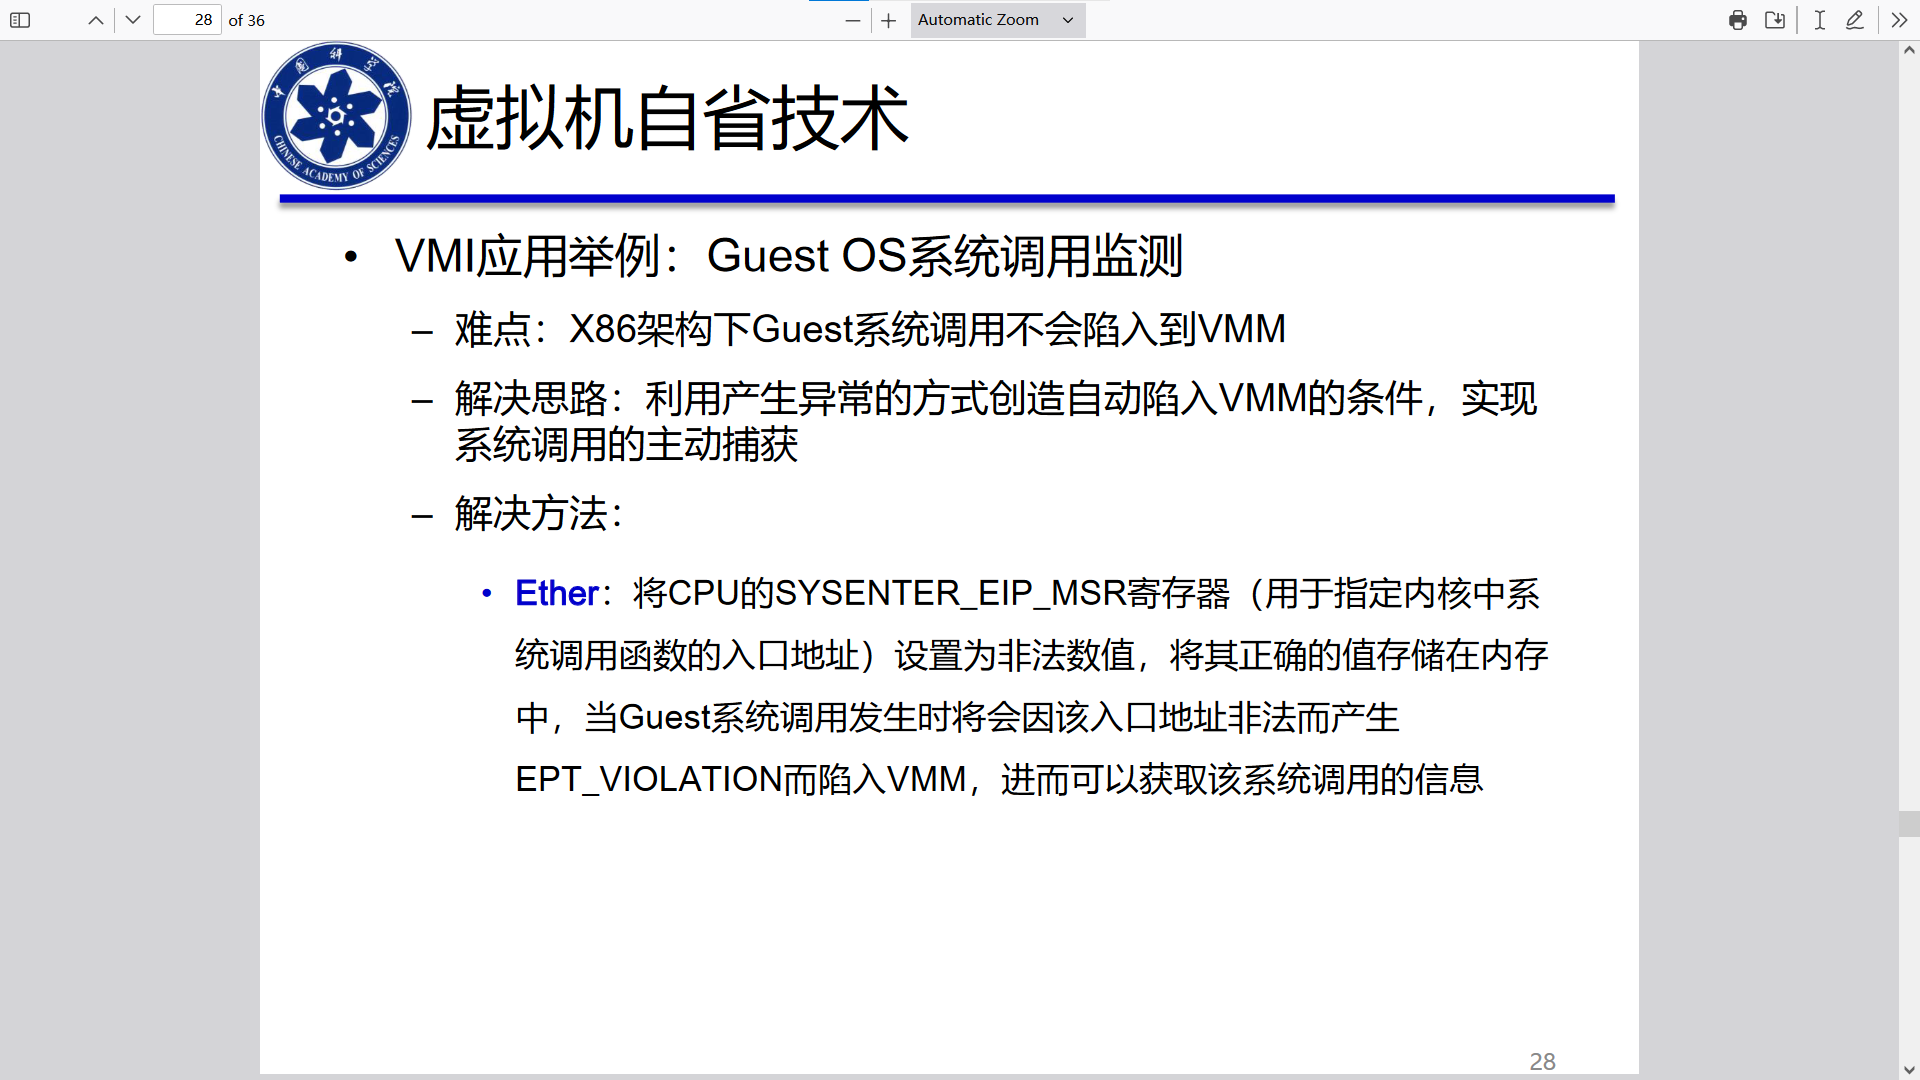 28 of 36
Automatic Zoom
中国科学院
CHINESE ACADEMY OF SCIENCES
虚拟机自省技术
• VMI应用举例：Guest OS系统调用监测
– 难点：X86架构下Guest系统调用不会陷入到VMM
– 解决思路：利用产生异常的方式创造自动陷入VMM的条件，实现
系统调用的主动捕获
– 解决方法：
• Ether：将CPU的SYSENTER_EIP_MSR寄存器（用于指定内核中系
统调用函数的入口地址）设置为非法数值，将其正确的值存储在内存
中，当Guest系统调用发生时将会因该入口地址非法而产生
EPT_VIOLATION而陷入VMM，进而可以获取该系统调用的信息
28